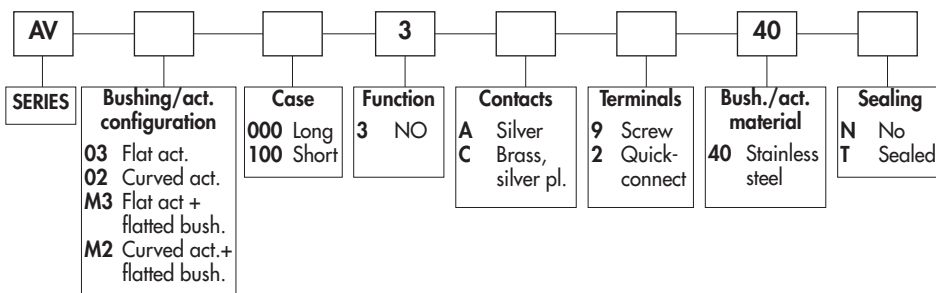 AV
3
40
SERIES
Bushing/act.
configuration
03 Flat act.
02 Curved act.
M3 Flat act +
flatted bush.
M2 Curved act.+
flatted bush.
Case
000 Long
100 Short
Function
3 NO
Contacts
A Silver
C Brass,
silver pl.
Terminals
9 Screw
2 Quick-
connect
Bush./act.
material
40 Stainless
steel
Sealing
N No
T Sealed